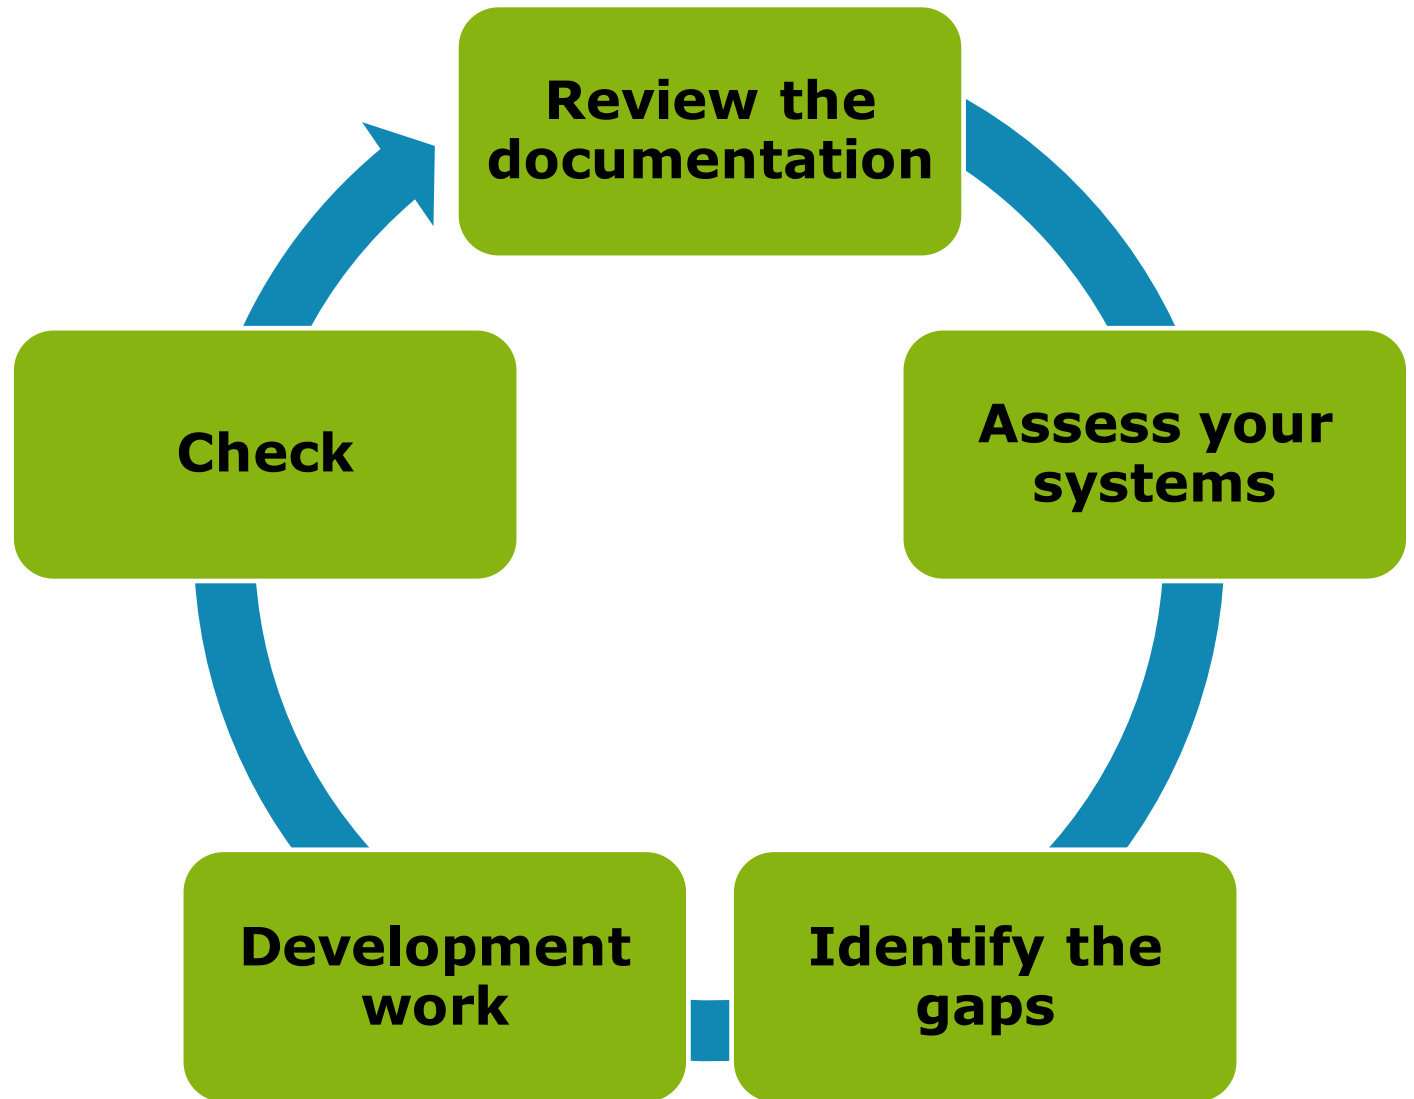 Review the
documentation
Assess your
systems
Identify the
gaps
Development
work
Check